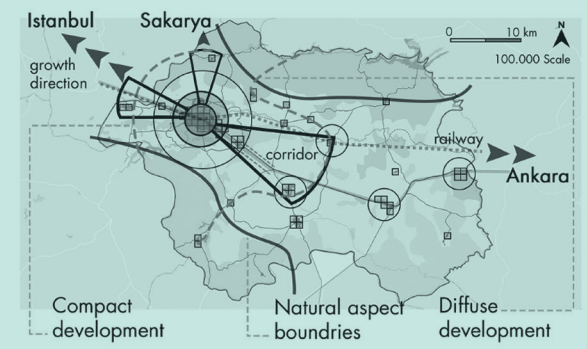 Istanbul
Sakarya
0 10 km
N
100.000 Scale
growth
direction
railway
corridor
Ankara
Compact
development
Natural aspect
boundries
Diffuse
development